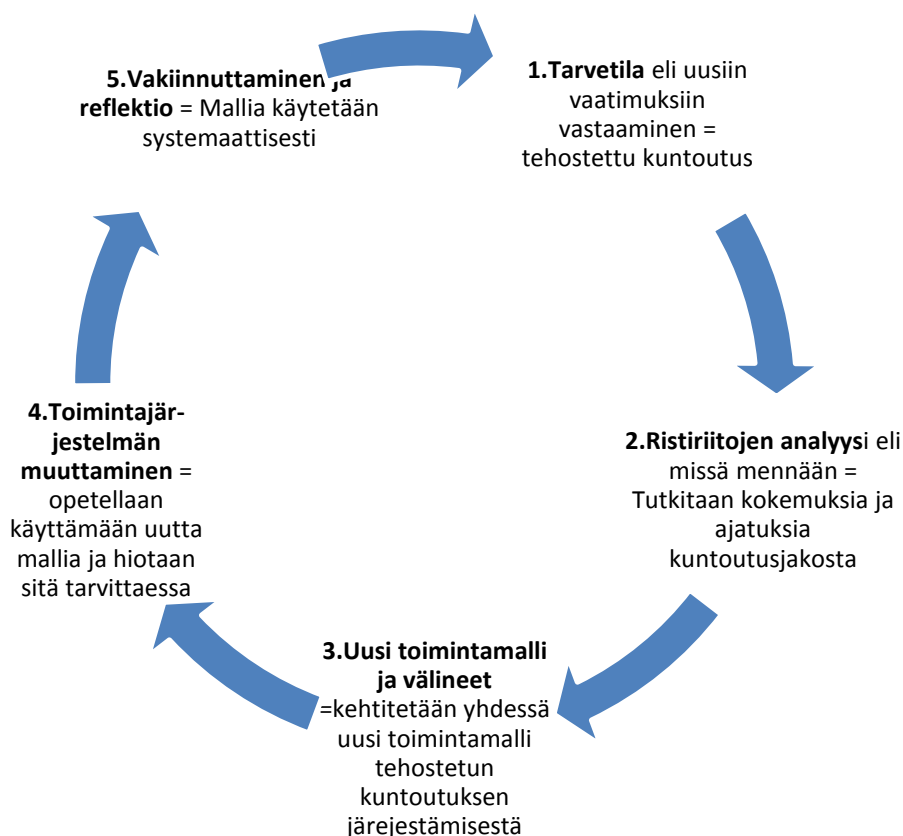 1.Tarvetila eli uusiin
vaatimuksiin
vastaaminen =
tehostettu kuntoutus
2.Ristiriitojen analyysi eli
missä mennään =
Tutkitaan kokemuksia ja
ajatuksia
kuntoutusjakosta
3.Uusi toimintamalli
ja välineet
=kehtitetään yhdessä
uusi toimintamalli
tehostetun
kuntoutuksen
järejestämisestä
4.Toimintajär-
jestelmän
muuttaminen =
opetellaan
käyttämään uutta
mallia ja hiotaan
sitä tarvittaessa
5.Vakiinnuttaminen ja
reflektio = Mallia käytetään
systemaattisesti